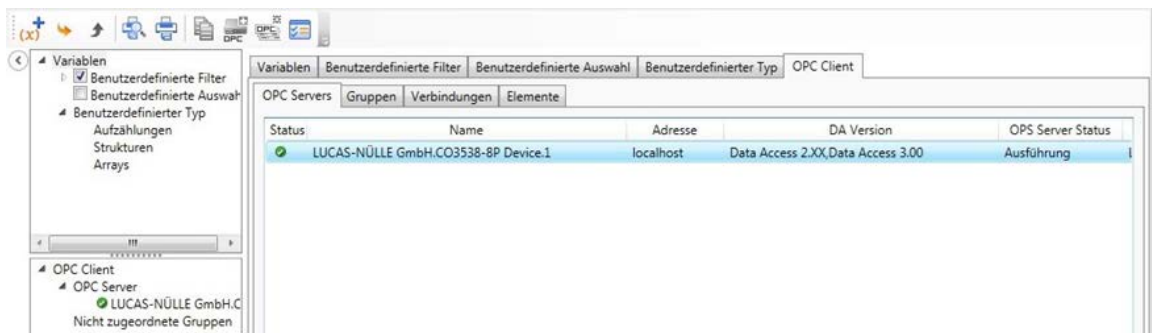 (x)
OPC
OPC
Variablen
Benutzerdefinierte Filter
Benutzerdefinierte Auswah
Benutzerdefinierter Typ
Aufzählungen
Strukturen
Arrays
OPC Client
OPC Server
LUCAS-NÜLLE GmbH.C
Nicht zugeordnete Gruppen
Variablen Benutzerdefinierte Filter Benutzerdefinierte Auswahl Benutzerdefinierter Typ OPC Client
OPC Servers Gruppen Verbindungen Elemente
Status Name Adresse DA Version OPS Server Status
LUCAS-NÜLLE GmbH.CO3538-8P Device.1 localhost Data Access 2.XX,Data Access 3.00 Ausführung